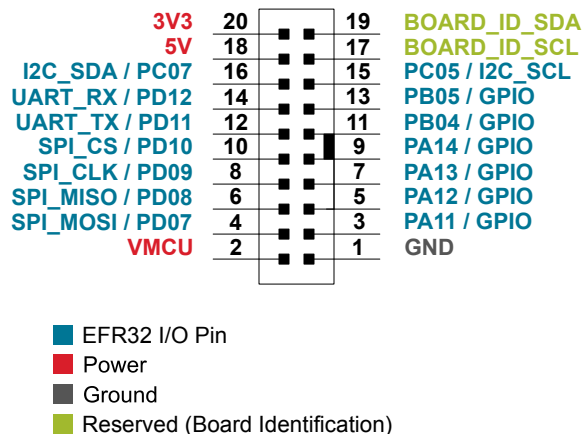 3V3 20 19 BOARD_ID_SDA
5V 18 17 BOARD_ID_SCL
I2C_SDA / PC07 16 15 PC05 / I2C_SCL
UART_RX / PD12 14 13 PB05 / GPIO
UART_TX / PD11 12 11 PB04 / GPIO
SPI_CS / PD10 10 9 PA14 / GPIO
SPI_CLK / PD09 8 7 PA13 / GPIO
SPI_MISO / PD08 6 5 PA12 / GPIO
SPI_MOSI / PD07 4 3 PA11 / GPIO
VMCU 2 1 GND
EFR32 I/O Pin
Power
Ground
Reserved (Board Identification)